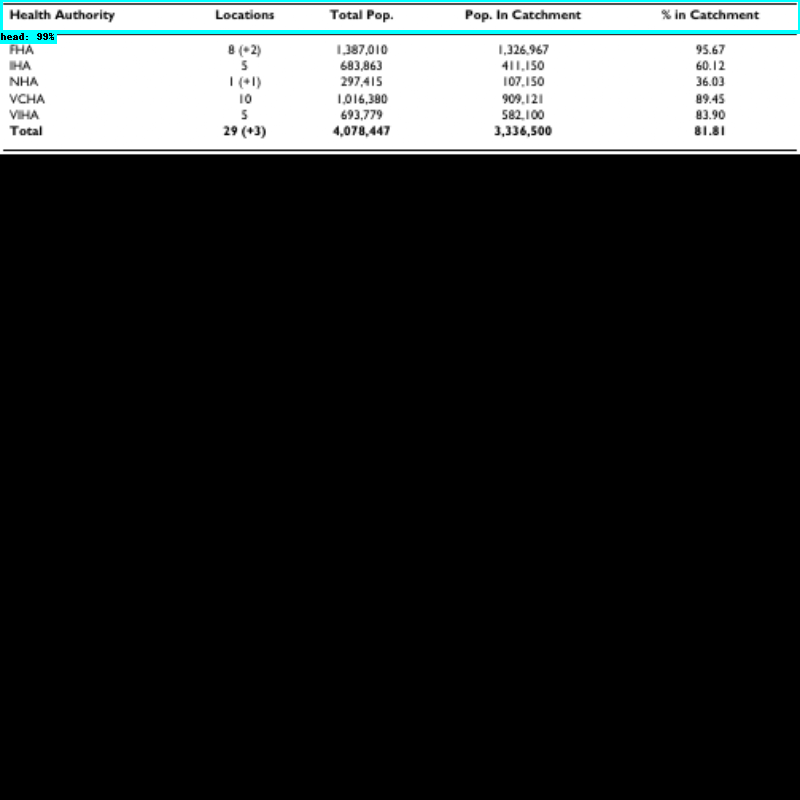 Health Authority Locations Total Pop. Pop. In Catchment % in Catchment
head: 99%
FHA 8 (+2) 1,387,010 1,326,967 95.67
IHA 5 683,863 411,150 60.12
NHA 1 (+1) 297,415 107,150 36.03
VCHA 10 1,016,380 909,121 89.45
VIHA 5 693,779 582,100 83.90
Total 29 (+3) 4,078,447 3,336,500 81.81